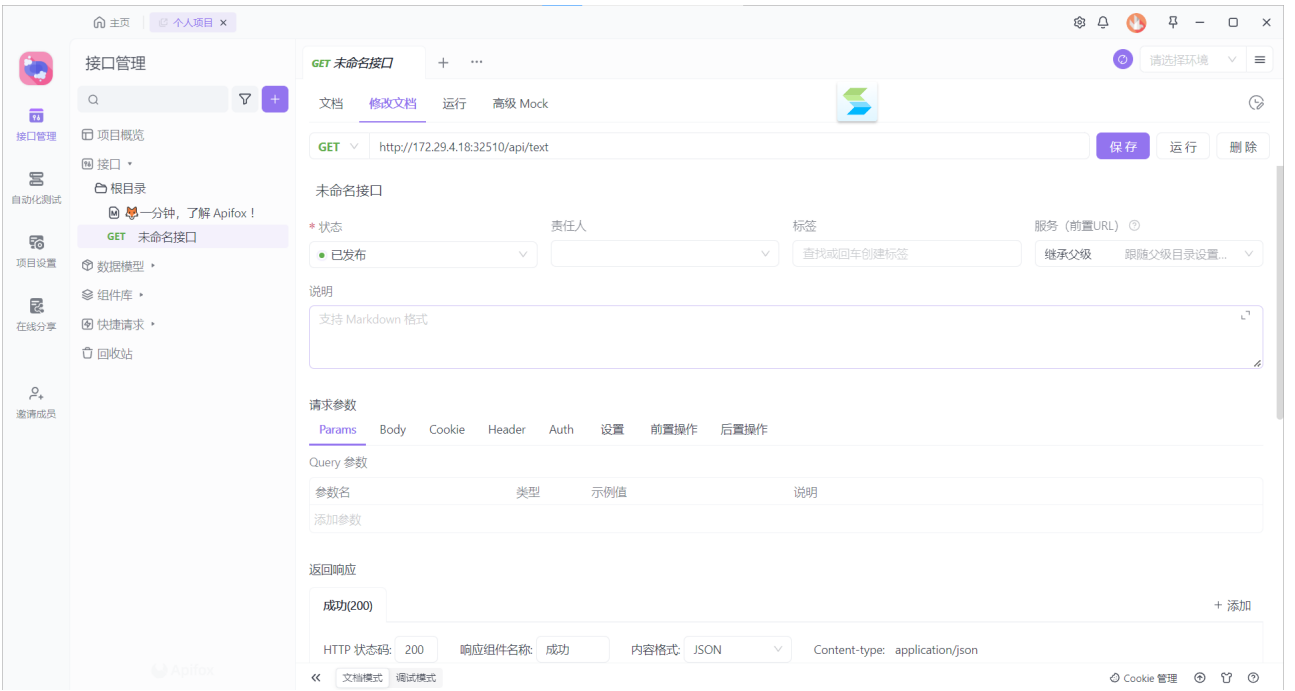 主页
个人项目
接口管理
自动化测试
项目设置
在线分享
邀请成员
接口管理
项目概览
接口
根目录
一分钟，了解 Apifox！
GET 未命名接口
数据模型
组件库
快捷请求
回收站
Apifox
GET 未命名接口
请选择环境
文档 修改文档 运行 高级 Mock
GET http://172.29.4.18:32510/api/text 保存 运行 删除
未命名接口
* 状态 责任人 标签 服务（前置URL）
已发布 查找或回车创建标签 继承父级 跟随父级目录设置...
说明
支持 Markdown 格式
请求参数
Params Body Cookie Header Auth 设置 前置操作 后置操作
Query 参数
参数名 类型 示例值 说明
添加参数
返回响应
成功(200) + 添加
HTTP 状态码: 200 响应组件名称: 成功 内容格式: JSON Content-type: application/json
文档模式 调试模式 Cookie 管理